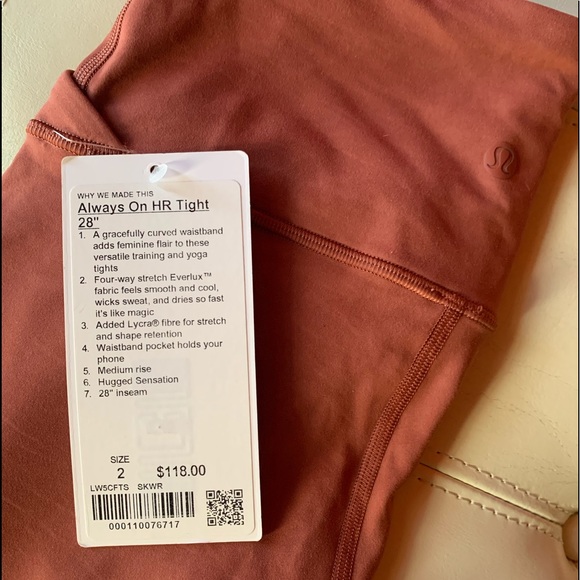 WHY WE MADE THIS
Always On HR Tight
28"
1. A gracefully curved waistband
adds feminine flair to these
versatile training and yoga
tights
2. Four-way stretch Everlux™
fabric feels smooth and cool,
wicks sweat, and dries so fast
it's like magic
3. Added Lycra® fibre for stretch
and shape retention
4. Waistband pocket holds your
phone
5. Medium rise
6. Hugged Sensation
7. 28" inseam
SIZE
2 $118.00
LW5CFTS SKWR
000110076717